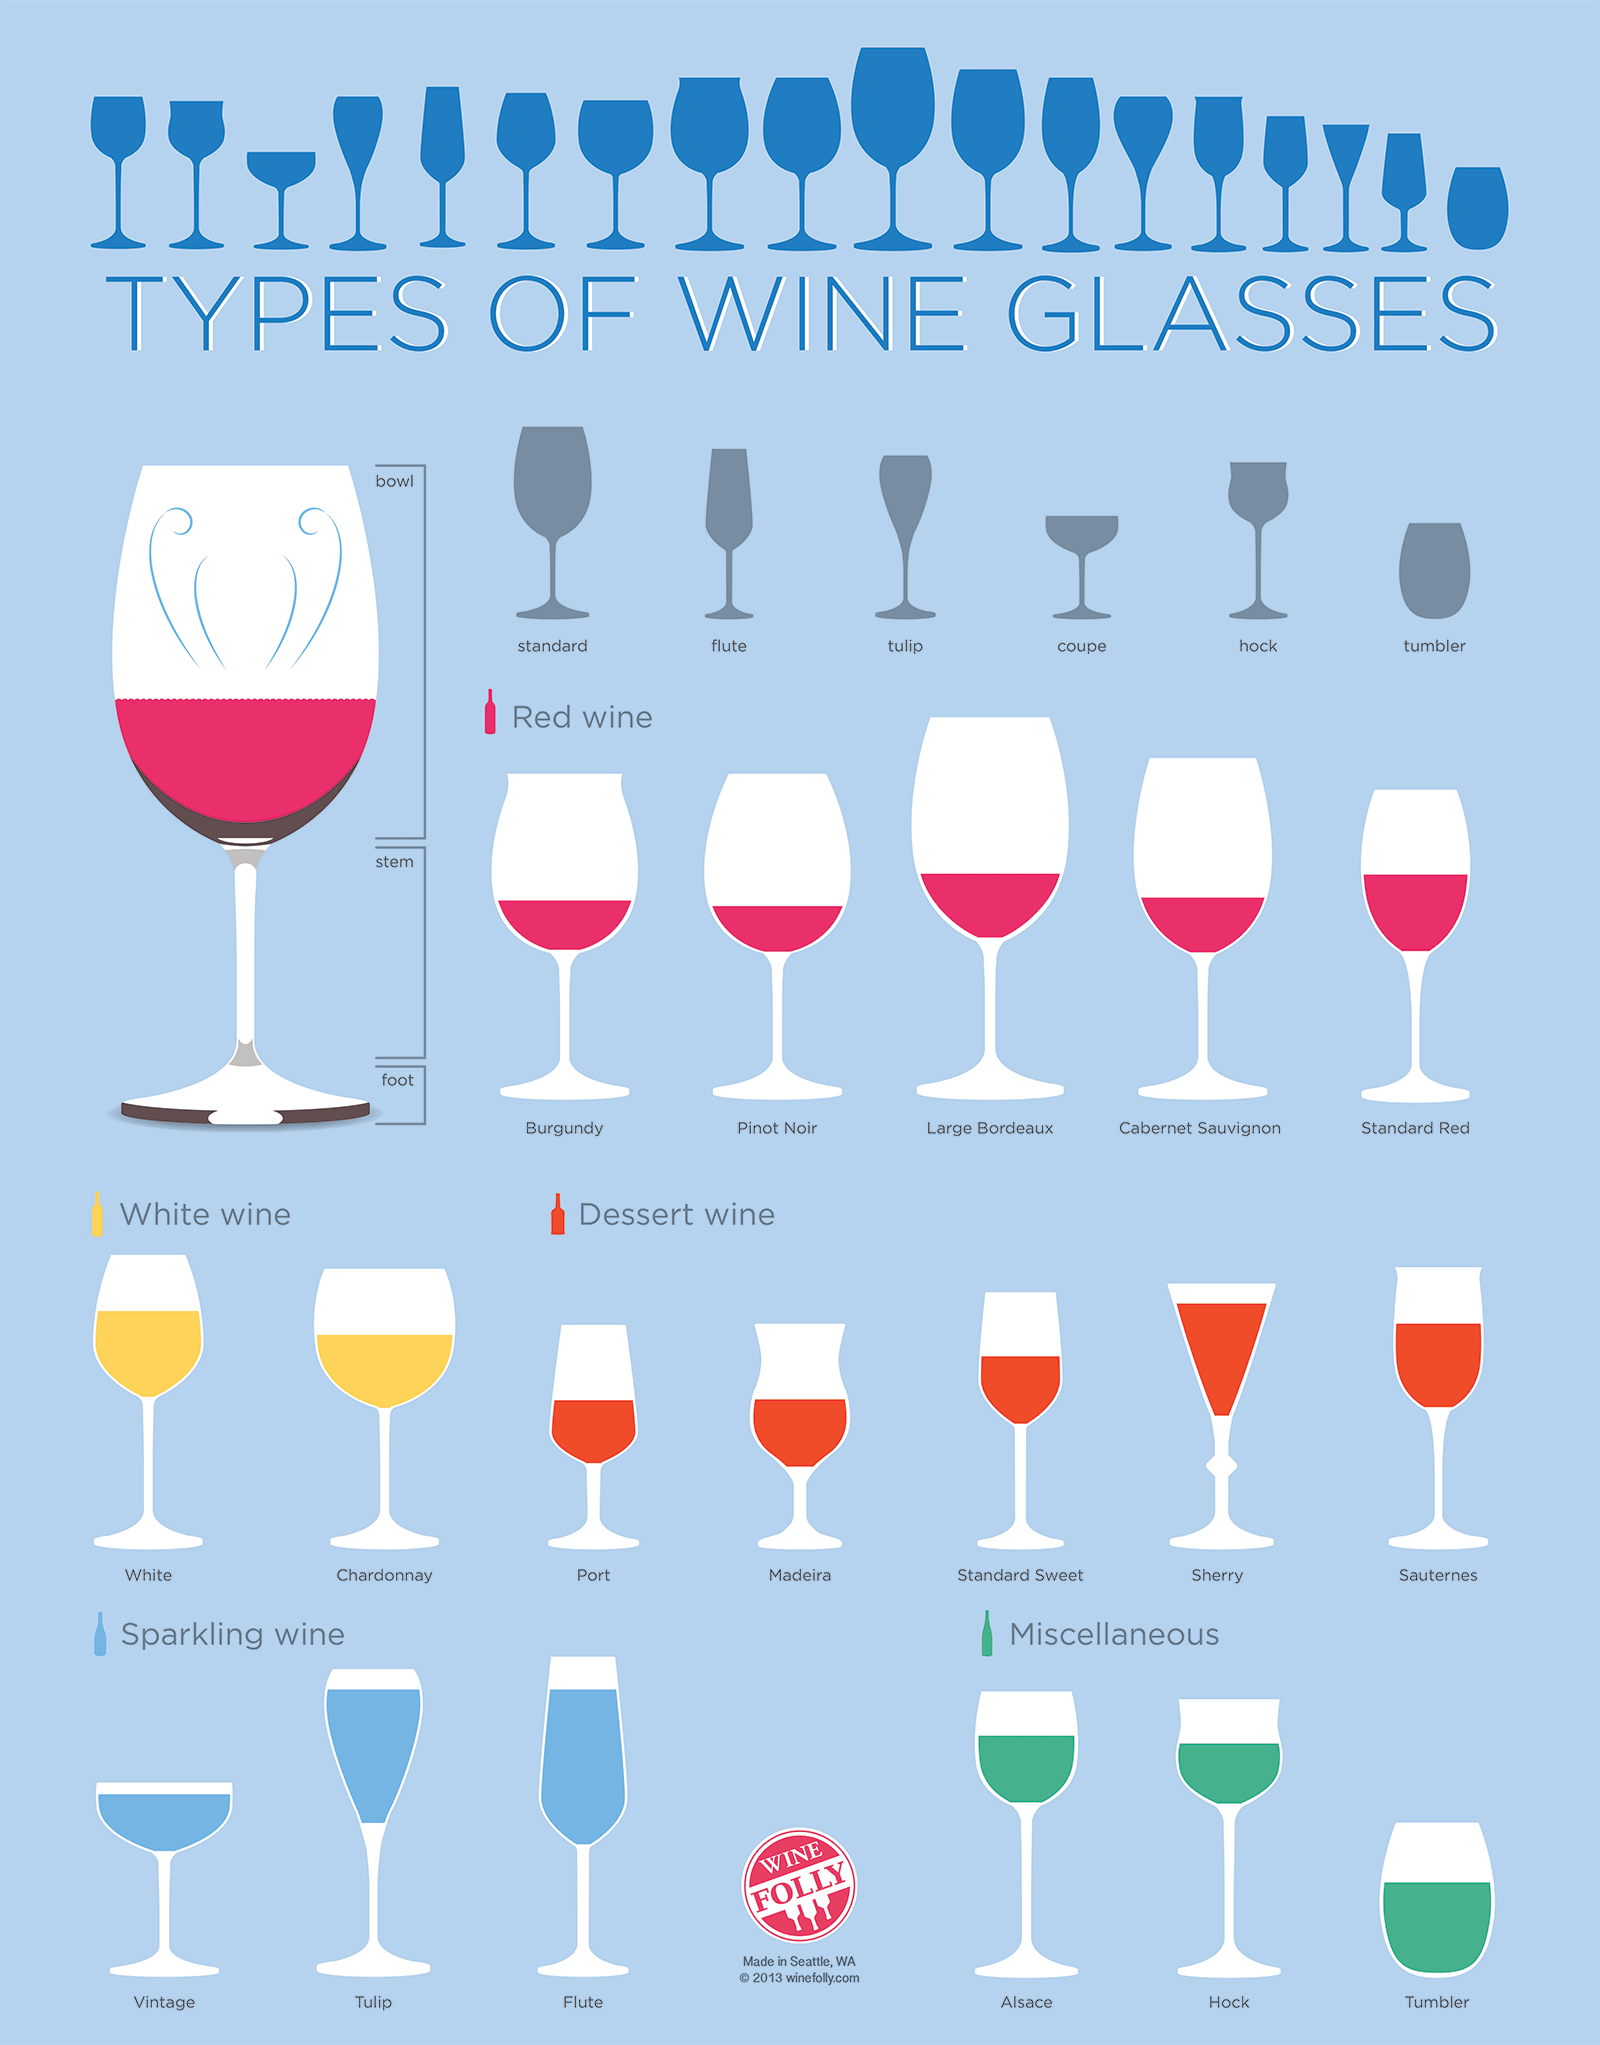 TYPES OF WINE GLASSES
bowl
stem
foot
standard
flute
tulip
coupe
hock
tumbler
Red wine
Burgundy
Pinot Noir
Large Bordeaux
Cabernet Sauvignon
Standard Red
White wine
White
Chardonnay
Dessert wine
Port
Madeira
Standard Sweet
Sherry
Sauternes
Sparkling wine
Vintage
Tulip
Flute
Miscellaneous
Alsace
Hock
Tumbler
WINE
FOLLY
Made in Seattle, WA
© 2013 winefolly.com